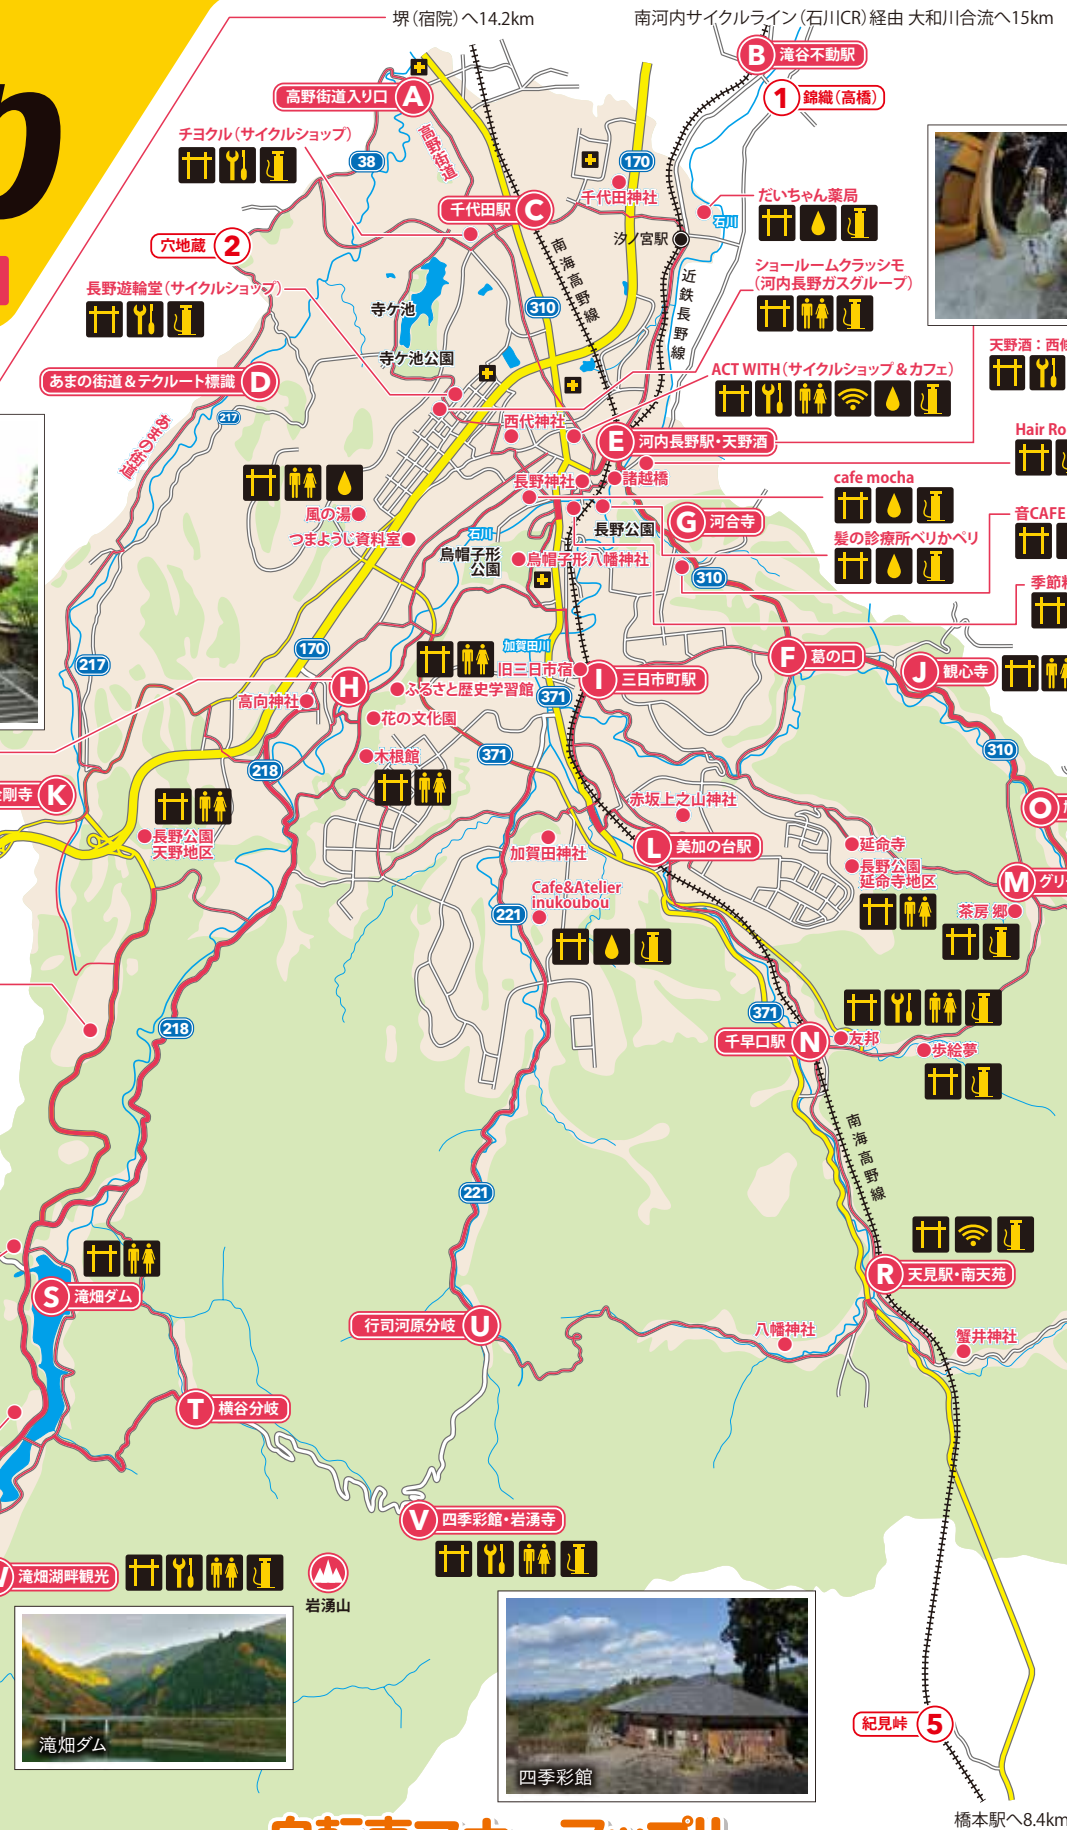 堺（宿院）へ14.2km
南河内サイクルライン（石川CR）経由 大和川合流へ15km
B 滝谷不動駅
1 錦織（高橋）
A 高野街道入り口
高野街道
チヨクル（サイクルショップ）
38
170
千代田神社
千代田駅 C
だいちゃん薬局
石川
汐ノ宮駅
穴地蔵 2
南海高野線
近鉄長野線
ショールームクラッシモ
（河内長野ガスグループ）
長野遊輪堂（サイクルショップ）
寺ケ池
310
寺ケ池公園
天野酒：西條
ACT WITH（サイクルショップ＆カフェ）
あまの街道＆テクルート標識 D
217
あまの街道
西代神社
E 河内長野駅・天野酒
Hair Ro
長野神社
諸越橋
cafe mocha
風の湯
長野公園
G 河合寺
音CAFE
つまようじ資料室
石川
烏帽子形
公園
烏帽子形八幡神社
髪の診療所ベリかペリ
310
季節料
217
170
加賀田川
旧三日市宿
F 葛の口
J 観心寺
I 三日市町駅
H
ふるさと歴史学習館
371
高向神社
花の文化園
木根館
371
310
218
剛寺 K
赤坂上之山神社
O
長野公園
天野地区
加賀田神社
L 美加の台駅
延命寺
長野公園
延命寺地区
M グリ
Cafe&Atelier
inukoubou
221
茶房 郷
218
371
千早口駅 N
友邦
歩絵夢
南海高野線
221
S 滝畑ダム
R 天見駅・南天苑
行司河原分岐 U
八幡神社
蟹井神社
T 横谷分岐
V 四季彩館・岩湧寺
滝畑湖畔観光
岩湧山
滝畑ダム
四季彩館
紀見峠 5
橋本駅へ8.4km